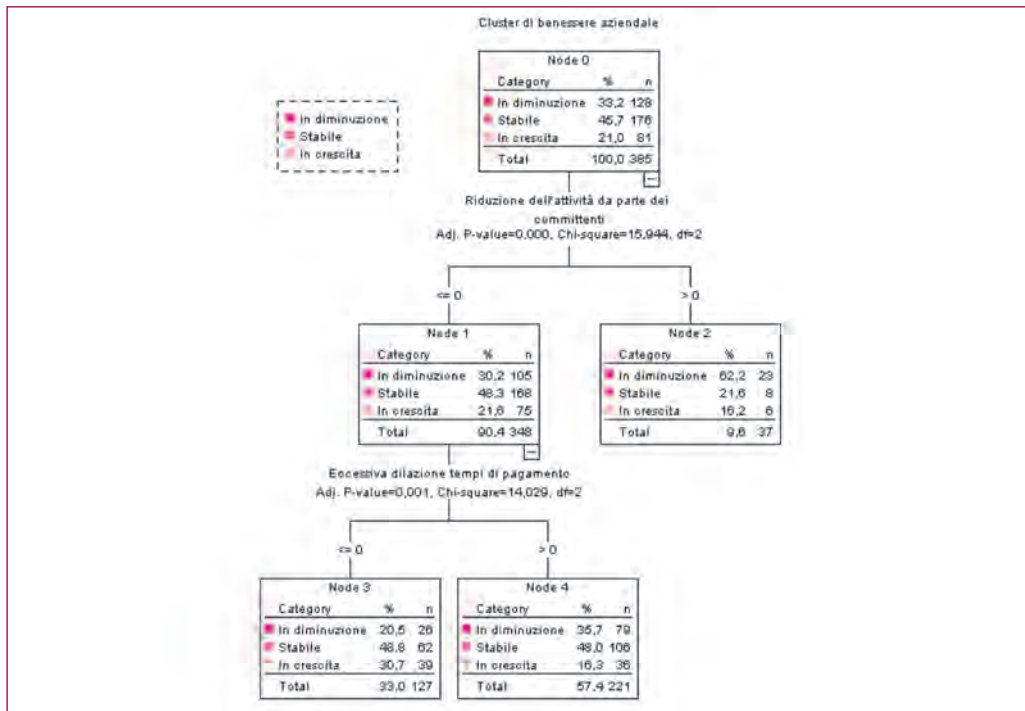 Cluster di benessere aziendale
Node 0
Category % n
In diminuzione 33,2 128
Stabile 45,7 176
In crescita 21,0 81
Total 100,0 385
In diminuzione
Stabile
In crescita
Riduzione dell'attività da parte dei
committenti
Adj. P-value=0,000, Chi-square=15,944, df=2
<= 0
> 0
Node 1
Category % n
In diminuzione 30,2 105
Stabile 48,3 168
In crescita 21,6 75
Total 90,4 348
Node 2
Category % n
In diminuzione 62,2 23
Stabile 21,6 8
In crescita 16,2 6
Total 9,6 37
Eccessiva dilazione tempi di pagamento
Adj. P-value=0,001, Chi-square=14,029, df=2
<= 0
> 0
Node 3
Category % n
In diminuzione 20,5 26
Stabile 48,8 62
In crescita 30,7 39
Total 33,0 127
Node 4
Category % n
In diminuzione 35,7 79
Stabile 48,0 106
In crescita 16,3 36
Total 57,4 221